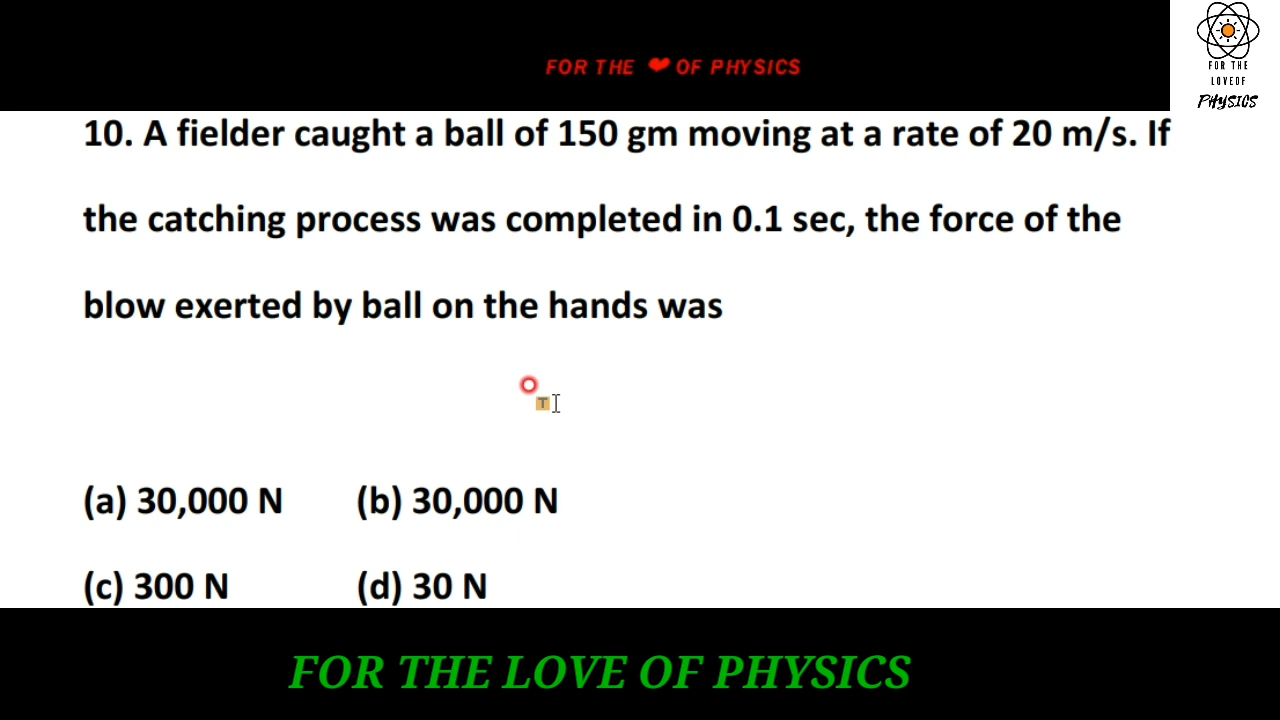 FOR THE ❤ OF PHYSICS
FOR THE
LOVE OF
PHYSICS
10. A fielder caught a ball of 150 gm moving at a rate of 20 m/s. If
the catching process was completed in 0.1 sec, the force of the
blow exerted by ball on the hands was
T
(a) 30,000 N (b) 30,000 N
(c) 300 N (d) 30 N
FOR THE LOVE OF PHYSICS